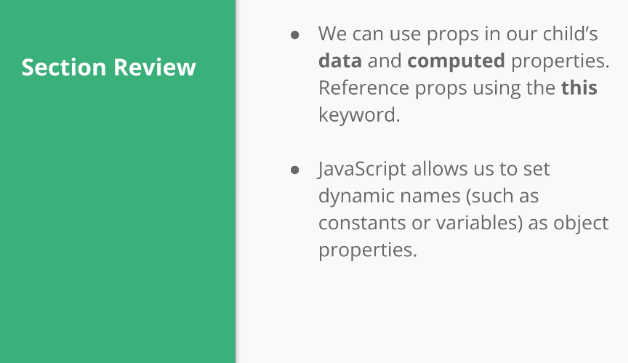 Section Review
● We can use props in our child’s
data and computed properties.
Reference props using the this
keyword.
● JavaScript allows us to set
dynamic names (such as
constants or variables) as object
properties.